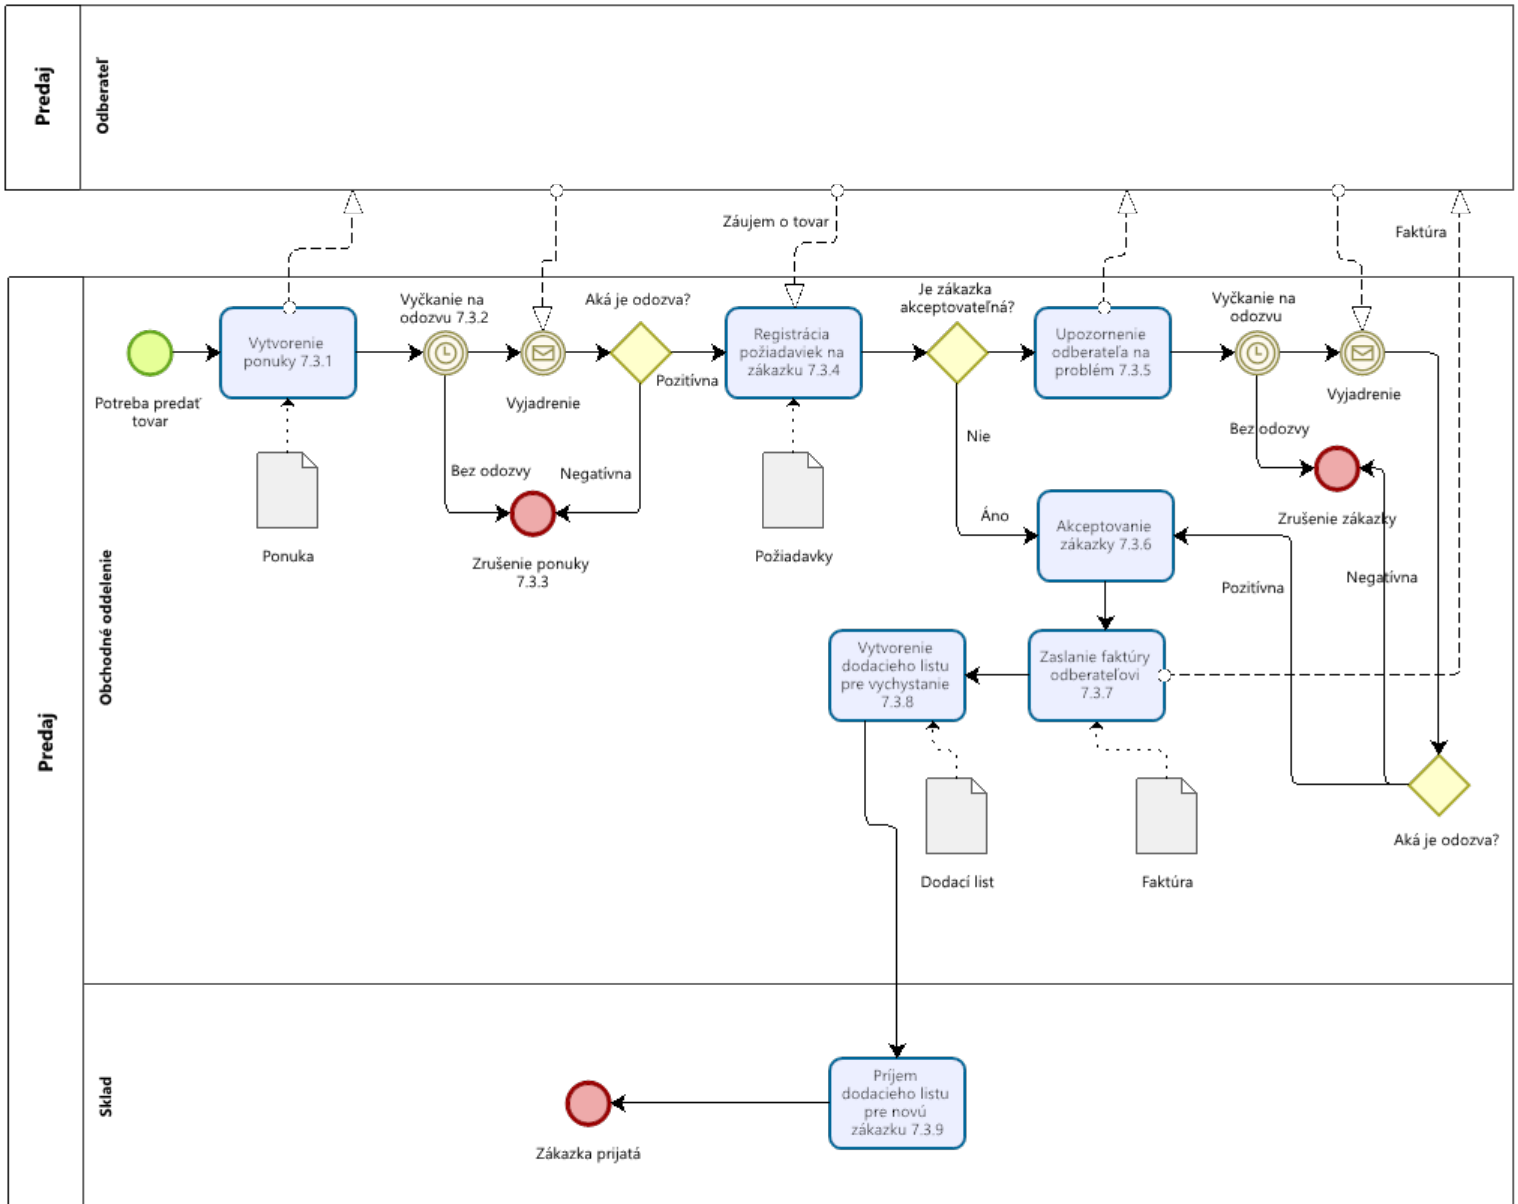 Predaj
Odberateľ
Záujem o tovar
Faktúra
Predaj
Obchodné oddelenie
Potreba predať
tovar
Vytvorenie
ponuky 7.3.1
Ponuka
Vyčkanie na
odozvu 7.3.2
Vyjadrenie
Aká je odozva?
Pozitívna
Bez odozvy
Negatívna
Zrušenie ponuky
7.3.3
Registrácia
požiadaviek na
zákazku 7.3.4
Požiadavky
Je zákazka
akceptovateľná?
Nie
Áno
Upozornenie
odberateľa na
problém 7.3.5
Vyčkanie na
odozvu
Vyjadrenie
Bez odozvy
Zrušenie zákazky
Akceptovanie
zákazky 7.3.6
Pozitívna
Negatívna
Vytvorenie
dodacieho listu
pre vychystanie
7.3.8
Zaslanie faktúry
odberateľovi
7.3.7
Dodací list
Faktúra
Aká je odozva?
Sklad
Príjem
dodacieho listu
pre novú
zákazku 7.3.9
Zákazka prijatá